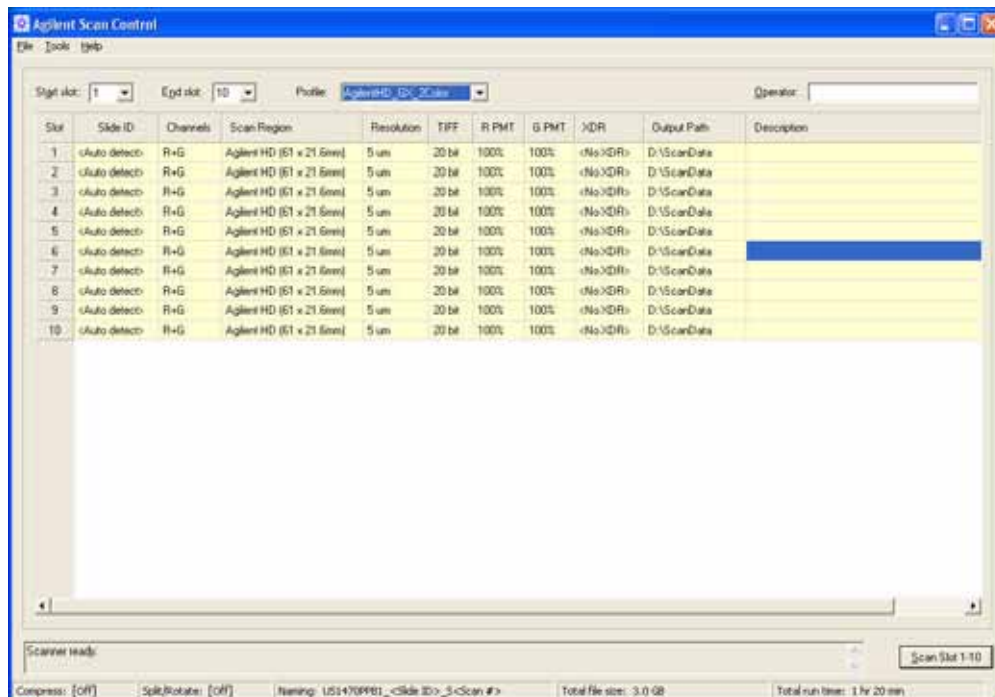 Agilent Scan Control
File Tools Help
Start slot: 1 End slot: 10 Profile: AgilentHD_GX_2Color Operator:
Slot Slide ID Channels Scan Region Resolution TIFF R PMT G PMT XDR Output Path Description
1 <Auto detect> R+G Agilent HD (61 x 21.6mm) 5 um 20 bit 100% 100% <No XDR> D:\ScanData
2 <Auto detect> R+G Agilent HD (61 x 21.6mm) 5 um 20 bit 100% 100% <No XDR> D:\ScanData
3 <Auto detect> R+G Agilent HD (61 x 21.6mm) 5 um 20 bit 100% 100% <No XDR> D:\ScanData
4 <Auto detect> R+G Agilent HD (61 x 21.6mm) 5 um 20 bit 100% 100% <No XDR> D:\ScanData
5 <Auto detect> R+G Agilent HD (61 x 21.6mm) 5 um 20 bit 100% 100% <No XDR> D:\ScanData
6 <Auto detect> R+G Agilent HD (61 x 21.6mm) 5 um 20 bit 100% 100% <No XDR> D:\ScanData
7 <Auto detect> R+G Agilent HD (61 x 21.6mm) 5 um 20 bit 100% 100% <No XDR> D:\ScanData
8 <Auto detect> R+G Agilent HD (61 x 21.6mm) 5 um 20 bit 100% 100% <No XDR> D:\ScanData
9 <Auto detect> R+G Agilent HD (61 x 21.6mm) 5 um 20 bit 100% 100% <No XDR> D:\ScanData
10 <Auto detect> R+G Agilent HD (61 x 21.6mm) 5 um 20 bit 100% 100% <No XDR> D:\ScanData
Scanner ready.
Scan Slot 1-10
Compress: [Off] Split/Rotate: [Off] Naming: US1470PPB1_<Slide ID>_S<Scan #> Total file size: 3.0 GB Total run time: 1 hr 20 min